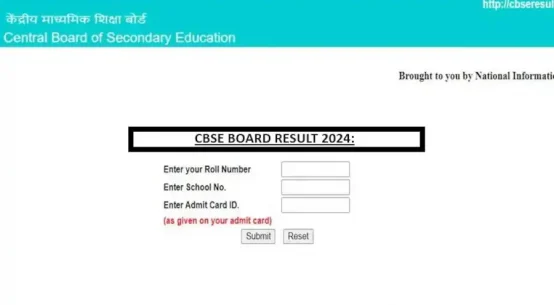 http://cbseresul
केंद्रीय माध्यमिक शिक्षा बोर्ड
Central Board of Secondary Education
Brought to you by National Informati
CBSE BOARD RESULT 2024:
Enter your Roll Number
Enter School No.
Enter Admit Card ID.
(as given on your admit card)
Submit Reset